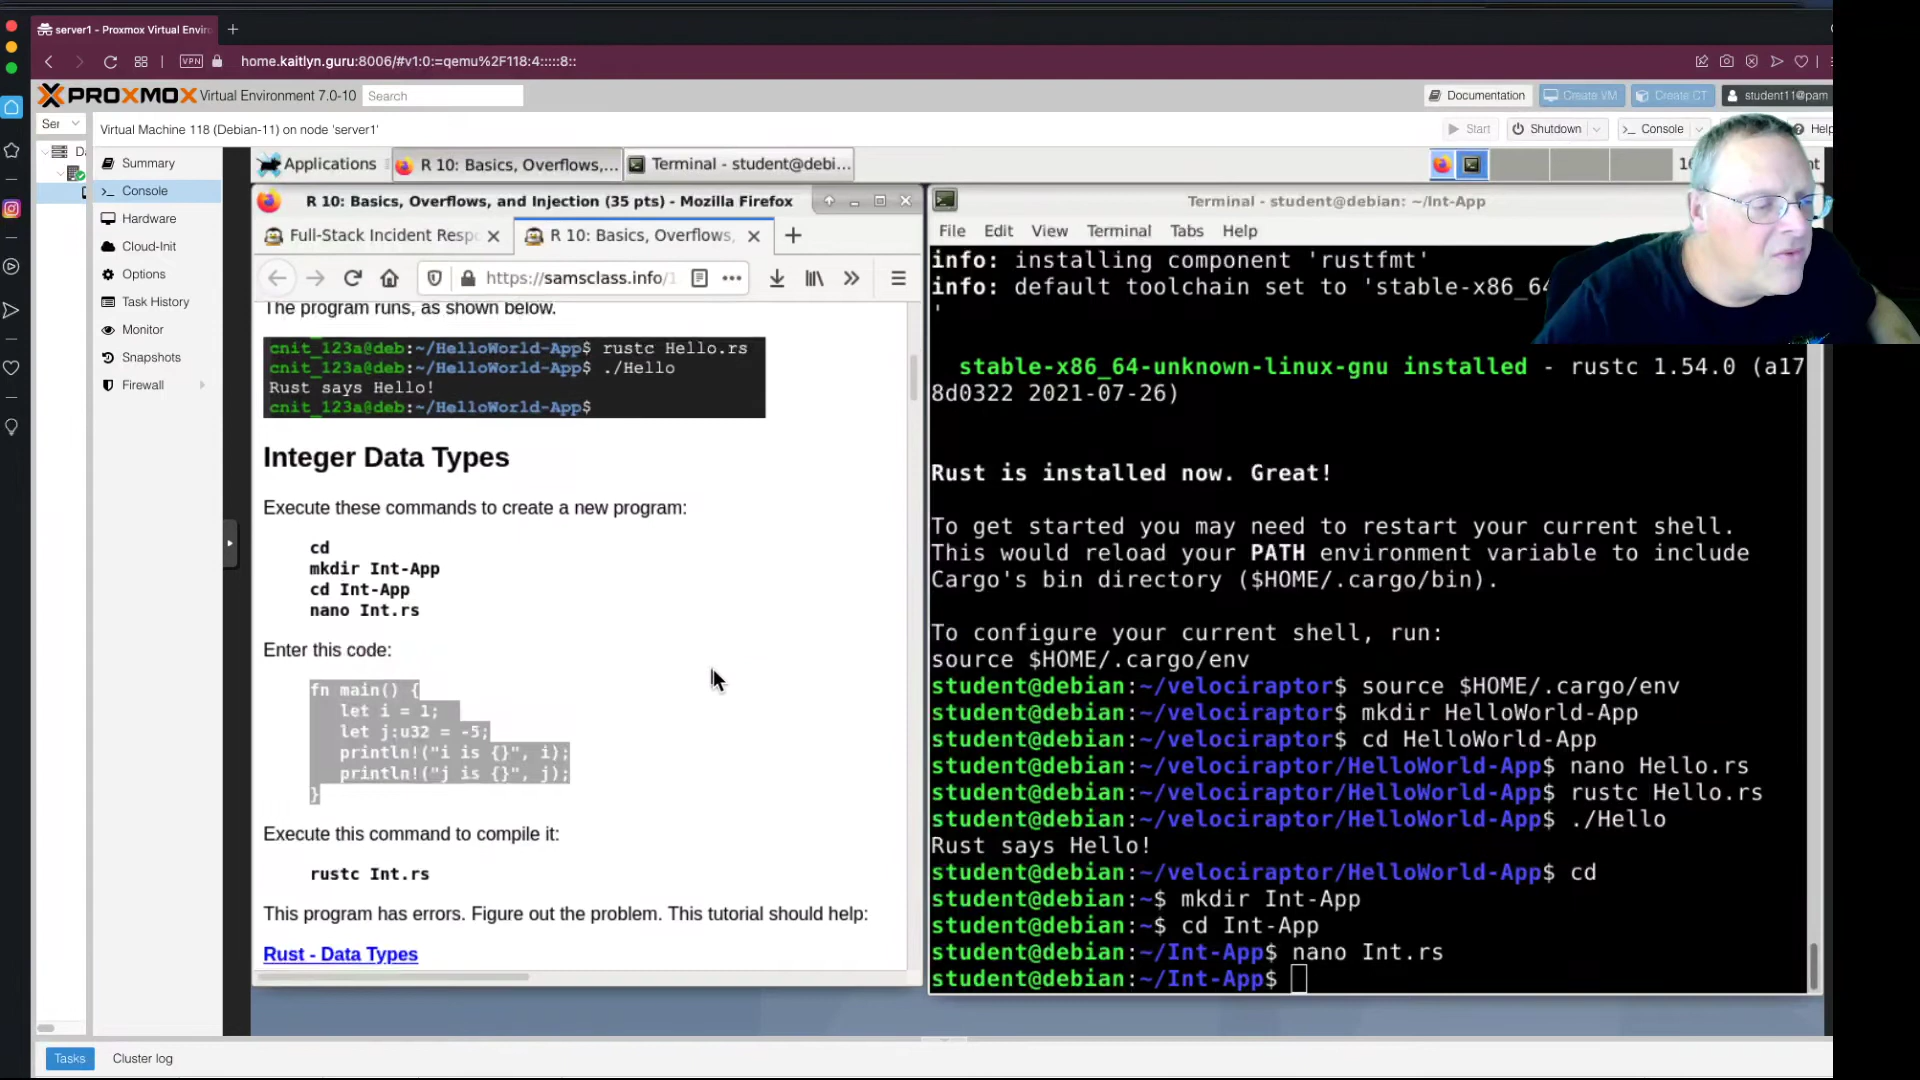 server1 - Proxmox Virtual Enviro
VPN
home.kaitlyn.guru:8006/#v1:0:=qemu%2F118:4:::::8::
PROXMOX Virtual Environment 7.0-10
Search
Documentation
Create VM
Create CT
student11@pam
Ser
Virtual Machine 118 (Debian-11) on node 'server1'
Start
Shutdown
Console
Help
Summary
Console
Hardware
Cloud-Init
Options
Task History
Monitor
Snapshots
Firewall
Applications
R 10: Basics, Overflows,...
Terminal - student@debi...
R 10: Basics, Overflows, and Injection (35 pts) - Mozilla Firefox
Full-Stack Incident Resp
R 10: Basics, Overflows,
https://samsclass.info/1
The program runs, as shown below.
cnit_123a@deb:~/HelloWorld-App$ rustc Hello.rs
cnit_123a@deb:~/HelloWorld-App$ ./Hello
Rust says Hello!
cnit_123a@deb:~/HelloWorld-App$
Integer Data Types
Execute these commands to create a new program:
cd
mkdir Int-App
cd Int-App
nano Int.rs
Enter this code:
fn main() {
let i = 1;
let j:u32 = -5;
println!("i is {}", i);
println!("j is {}", j);
}
Execute this command to compile it:
rustc Int.rs
This program has errors. Figure out the problem. This tutorial should help:
Rust - Data Types
Terminal - student@debian: ~/Int-App
File Edit View Terminal Tabs Help
info: installing component 'rustfmt'
info: default toolchain set to 'stable-x86_64
'
stable-x86_64-unknown-linux-gnu installed - rustc 1.54.0 (a17
8d0322 2021-07-26)
Rust is installed now. Great!
To get started you may need to restart your current shell.
This would reload your PATH environment variable to include
Cargo's bin directory ($HOME/.cargo/bin).
To configure your current shell, run:
source $HOME/.cargo/env
student@debian:~/velociraptor$ source $HOME/.cargo/env
student@debian:~/velociraptor$ mkdir HelloWorld-App
student@debian:~/velociraptor$ cd HelloWorld-App
student@debian:~/velociraptor/HelloWorld-App$ nano Hello.rs
student@debian:~/velociraptor/HelloWorld-App$ rustc Hello.rs
student@debian:~/velociraptor/HelloWorld-App$ ./Hello
Rust says Hello!
student@debian:~/velociraptor/HelloWorld-App$ cd
student@debian:~$ mkdir Int-App
student@debian:~$ cd Int-App
student@debian:~/Int-App$ nano Int.rs
student@debian:~/Int-App$
Tasks
Cluster log